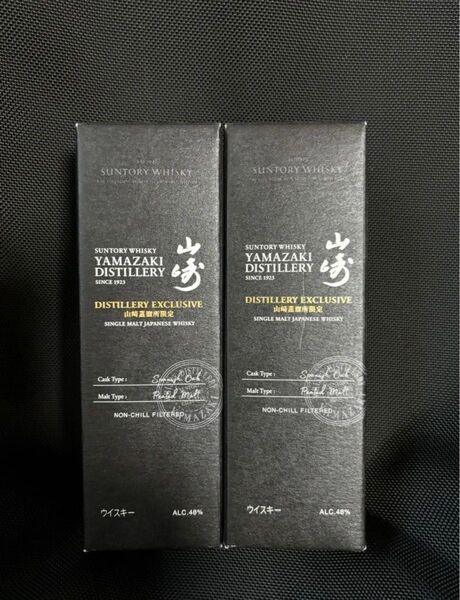 SUNTORY WHISKY
SUNTORY WHISKY
YAMAZAKI
DISTILLERY
SINCE 1923
山崎
DISTILLERY EXCLUSIVE
山崎蒸溜所限定
SINGLE MALT JAPANESE WHISKY
Cask Type : Spanish Oak
Malt Type : Peated Malt
NON-CHILL FILTERED
YAMAZAKI
ウイスキー ALC.48%
SUNTORY WHISKY
SUNTORY WHISKY
YAMAZAKI
DISTILLERY
SINCE 1923
山崎
DISTILLERY EXCLUSIVE
山崎蒸溜所限定
SINGLE MALT JAPANESE WHISKY
Cask Type : Spanish Oak
Malt Type : Peated Malt
NON-CHILL FILTERED
YAMAZAKI
ウイスキー ALC.48%